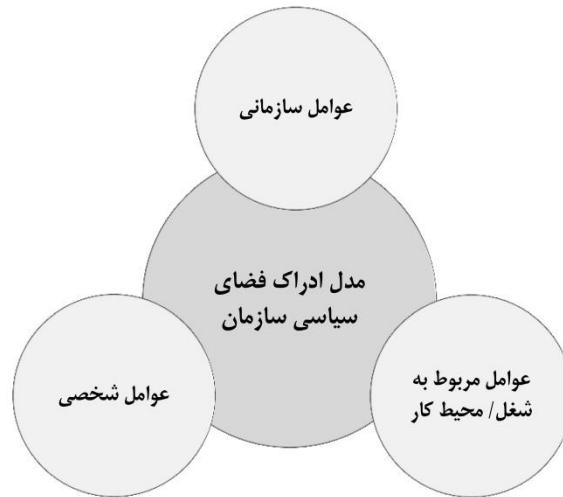 عوامل سازمانی
مدل ادراک فضای
سیاسی سازمان
عوامل مربوط به
شغل/ محیط کار
عوامل شخصی